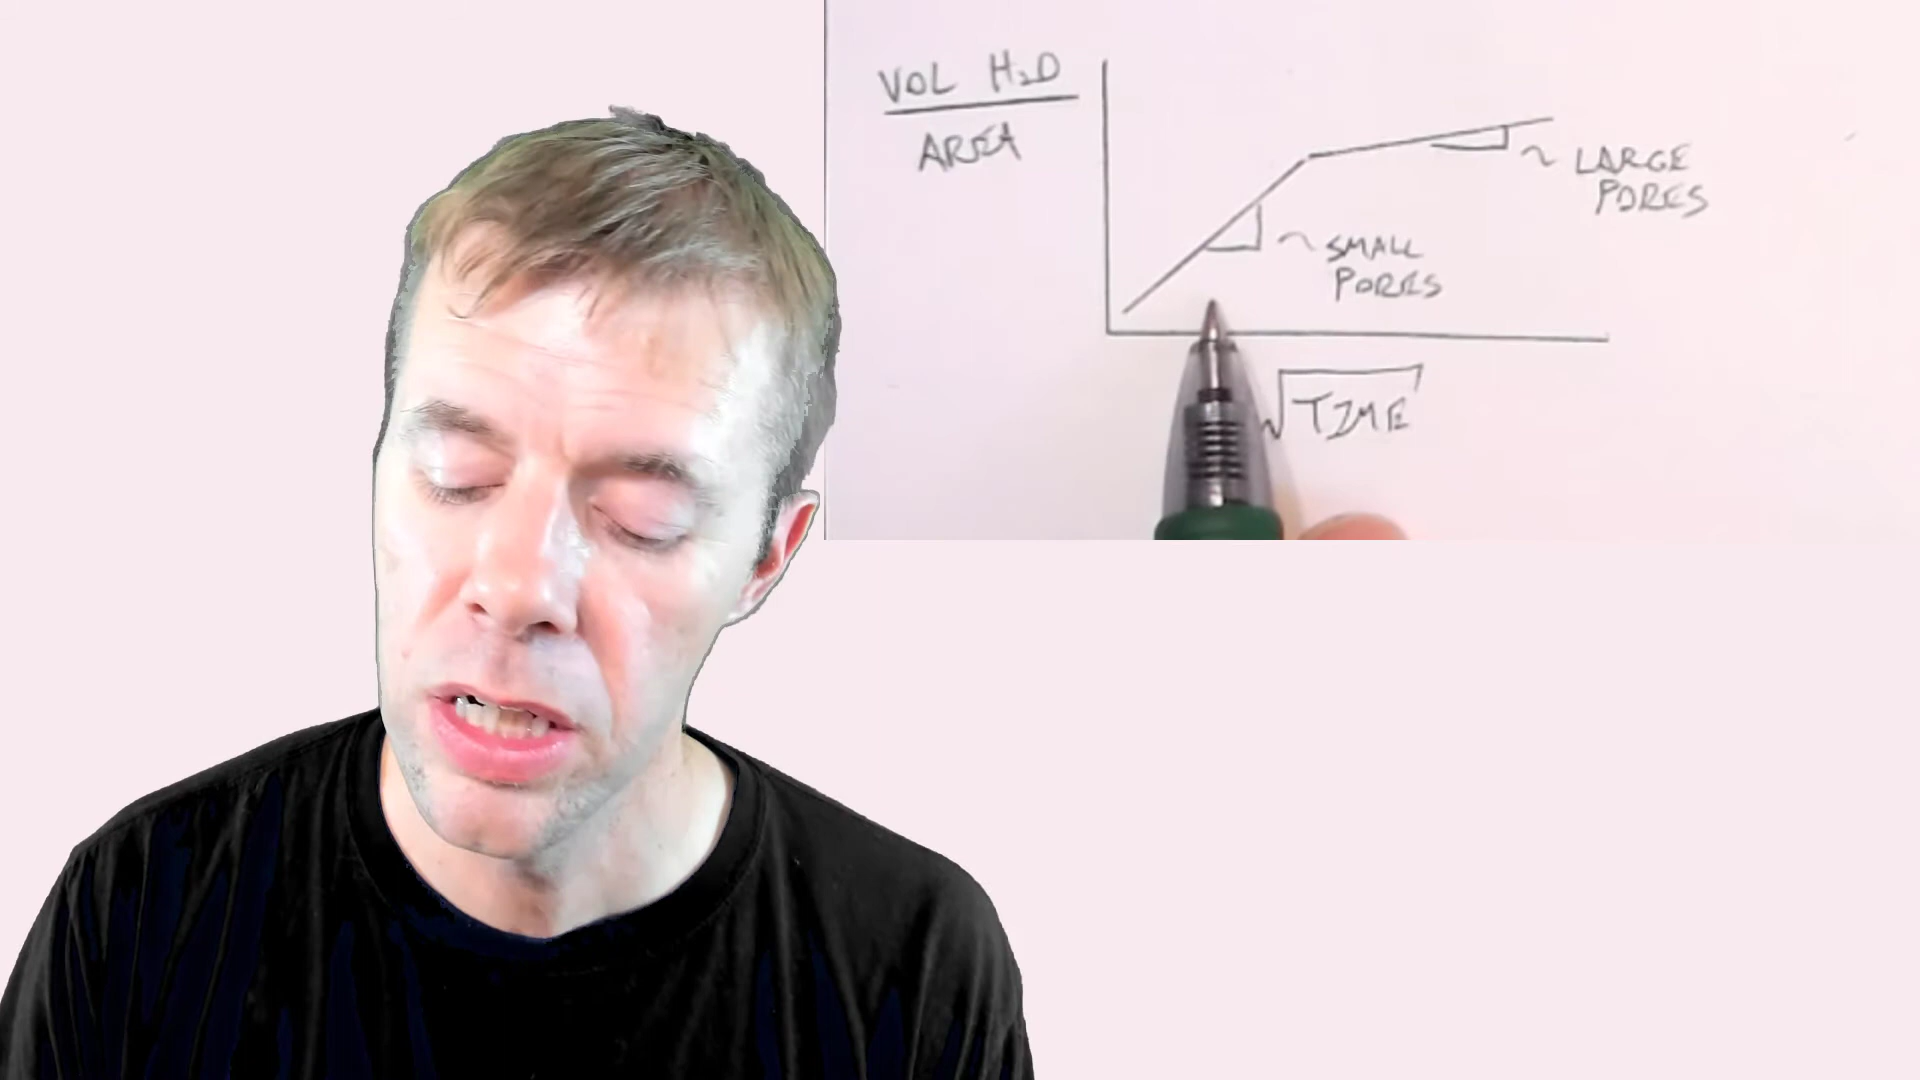 VOL H₂O
AREA
~ LARGE
PORES
~ SMALL
PORES
√TIME